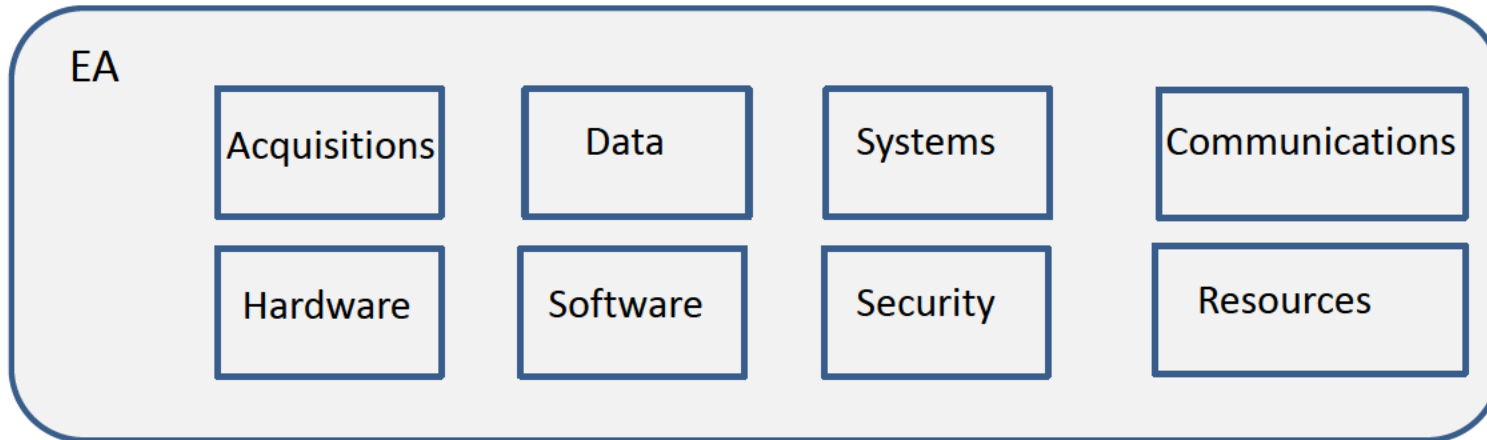 EA
Acquisitions
Data
Systems
Communications
Hardware
Software
Security
Resources